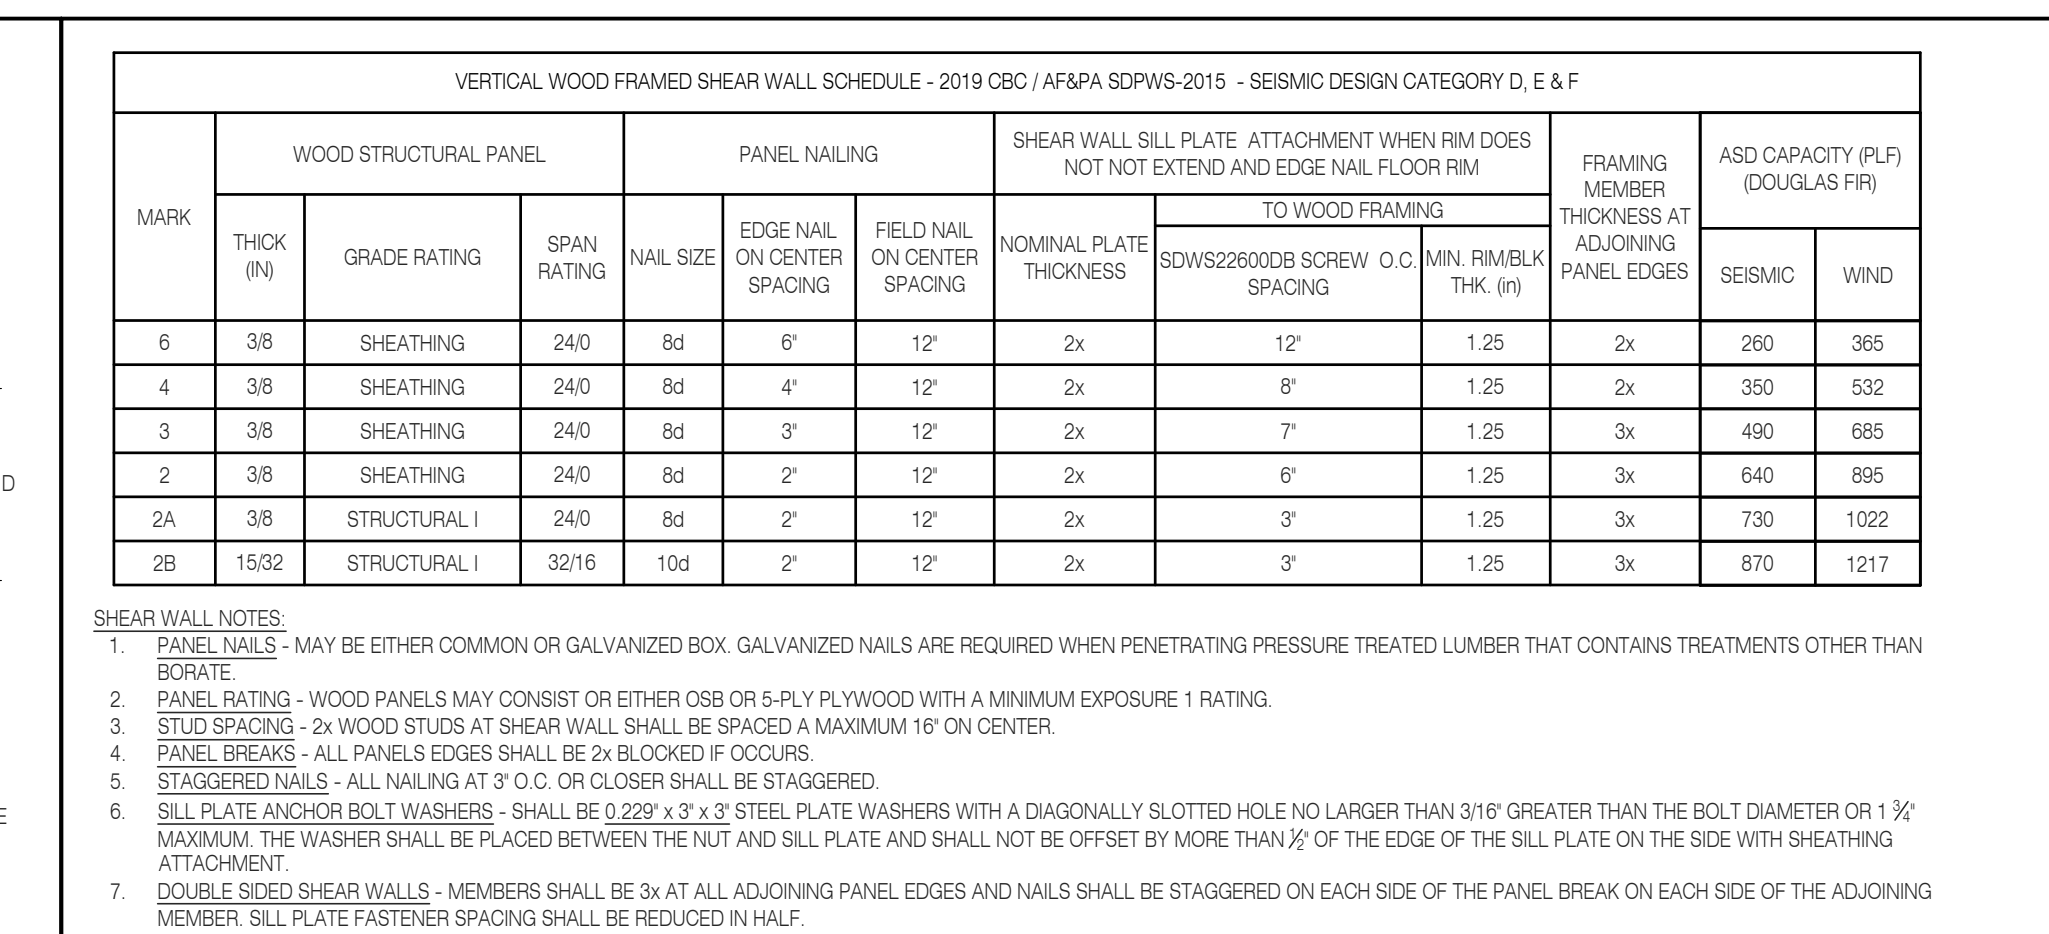 VERTICAL WOOD FRAMED SHEAR WALL SCHEDULE - 2019 CBC / AF&PA SDPWS-2015 - SEISMIC DESIGN CATEGORY D, E & F
MARK
WOOD STRUCTURAL PANEL
PANEL NAILING
SHEAR WALL SILL PLATE ATTACHMENT WHEN RIM DOES
NOT NOT EXTEND AND EDGE NAIL FLOOR RIM
FRAMING
MEMBER
THICKNESS AT
ADJOINING
PANEL EDGES
ASD CAPACITY (PLF)
(DOUGLAS FIR)
THICK
(IN)
GRADE RATING
SPAN
RATING
NAIL SIZE
EDGE NAIL
ON CENTER
SPACING
FIELD NAIL
ON CENTER
SPACING
NOMINAL PLATE
THICKNESS
TO WOOD FRAMING
SDWS22600DB SCREW O.C.
SPACING
MIN. RIM/BLK
THK. (in)
SEISMIC
WIND
6 3/8 SHEATHING 24/0 8d 6" 12" 2x 12" 1.25 2x 260 365
4 3/8 SHEATHING 24/0 8d 4" 12" 2x 8" 1.25 2x 350 532
3 3/8 SHEATHING 24/0 8d 3" 12" 2x 7" 1.25 3x 490 685
2 3/8 SHEATHING 24/0 8d 2" 12" 2x 6" 1.25 3x 640 895
2A 3/8 STRUCTURAL I 24/0 8d 2" 12" 2x 3" 1.25 3x 730 1022
2B 15/32 STRUCTURAL I 32/16 10d 2" 12" 2x 3" 1.25 3x 870 1217
SHEAR WALL NOTES:
1. PANEL NAILS - MAY BE EITHER COMMON OR GALVANIZED BOX. GALVANIZED NAILS ARE REQUIRED WHEN PENETRATING PRESSURE TREATED LUMBER THAT CONTAINS TREATMENTS OTHER THAN
BORATE.
2. PANEL RATING - WOOD PANELS MAY CONSIST OR EITHER OSB OR 5-PLY PLYWOOD WITH A MINIMUM EXPOSURE 1 RATING.
3. STUD SPACING - 2x WOOD STUDS AT SHEAR WALL SHALL BE SPACED A MAXIMUM 16" ON CENTER.
4. PANEL BREAKS - ALL PANELS EDGES SHALL BE 2x BLOCKED IF OCCURS.
5. STAGGERED NAILS - ALL NAILING AT 3" O.C. OR CLOSER SHALL BE STAGGERED.
6. SILL PLATE ANCHOR BOLT WASHERS - SHALL BE 0.229" x 3" x 3" STEEL PLATE WASHERS WITH A DIAGONALLY SLOTTED HOLE NO LARGER THAN 3/16" GREATER THAN THE BOLT DIAMETER OR 1 ¾"
MAXIMUM. THE WASHER SHALL BE PLACED BETWEEN THE NUT AND SILL PLATE AND SHALL NOT BE OFFSET BY MORE THAN ½" OF THE EDGE OF THE SILL PLATE ON THE SIDE WITH SHEATHING
ATTACHMENT.
7. DOUBLE SIDED SHEAR WALLS - MEMBERS SHALL BE 3x AT ALL ADJOINING PANEL EDGES AND NAILS SHALL BE STAGGERED ON EACH SIDE OF THE PANEL BREAK ON EACH SIDE OF THE ADJOINING
MEMBER. SILL PLATE FASTENER SPACING SHALL BE REDUCED IN HALF.
D
E